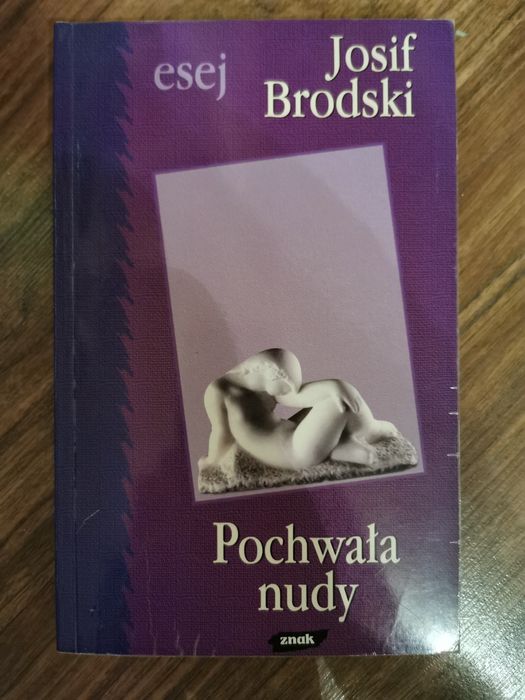 esej
Josif
Brodski
Pochwała
nudy
znak